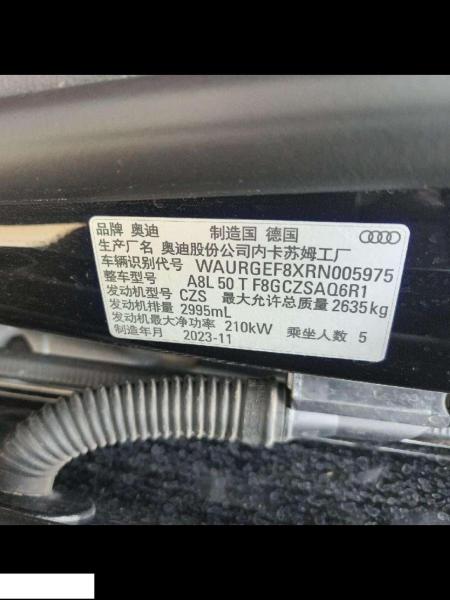 品牌 奥迪 制造国 德国
生产厂名 奥迪股份公司内卡苏姆工厂
车辆识别代号 WAURGEF8XRN005975
整车型号 A8L 50 T F8GCZSAQ6R1
发动机型号 CZS 最大允许总质量 2635kg
发动机排量 2995mL
发动机最大净功率 210kW 乘坐人数 5
制造年月 2023-11